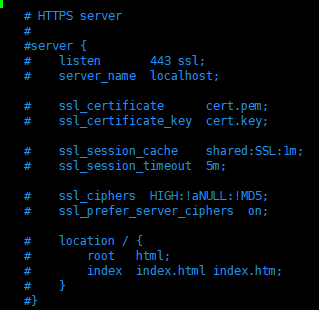 # HTTPS server
#
#server {
#    listen       443 ssl;
#    server_name  localhost;
#    ssl_certificate      cert.pem;
#    ssl_certificate_key  cert.key;
#    ssl_session_cache    shared:SSL:1m;
#    ssl_session_timeout  5m;
#    ssl_ciphers  HIGH:!aNULL:!MD5;
#    ssl_prefer_server_ciphers  on;
#    location / {
#        root   html;
#        index  index.html index.htm;
#    }
#}